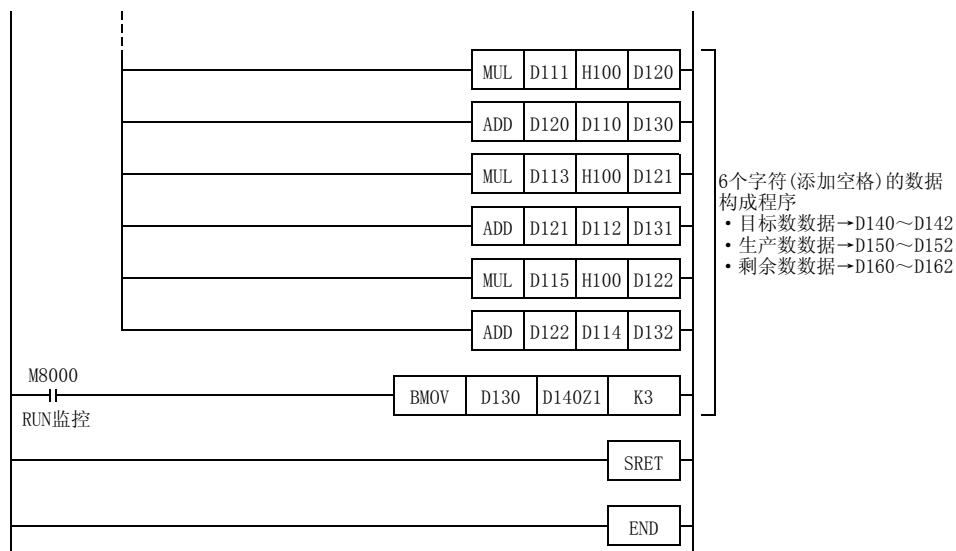 MUL D111 H100 D120
ADD D120 D110 D130
MUL D113 H100 D121
ADD D121 D112 D131
MUL D115 H100 D122
ADD D122 D114 D132
6个字符(添加空格)的数据
构成程序
・目标数数据→D140～D142
・生产数数据→D150～D152
・剩余数数据→D160～D162
M8000
RUN监控
BMOV D130 D140Z1 K3
SRET
END